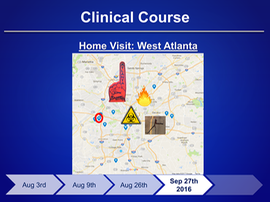 Clinical Course
Home Visit: West Atlanta
Aug 3rd
Aug 9th
Aug 26th
Sep 27th
2016